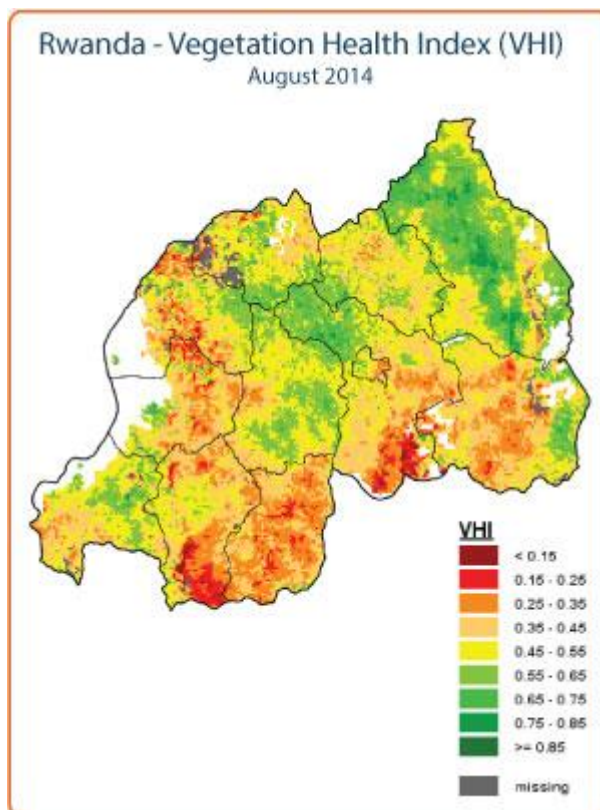 Rwanda - Vegetation Health Index (VHI)
August 2014
VHI
< 0.15
0.15 - 0.25
0.25 - 0.35
0.35 - 0.45
0.45 - 0.55
0.55 - 0.65
0.65 - 0.75
0.75 - 0.85
>= 0.85
missing